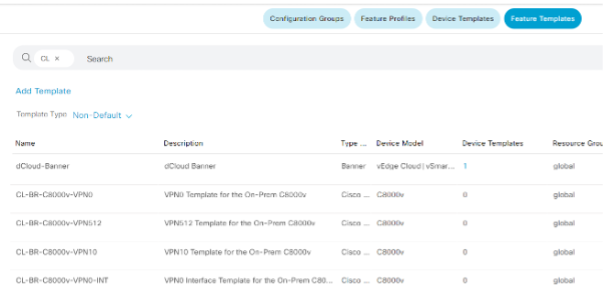 Configuration Groups Feature Profiles Device Templates Feature Templates
CL × Search
Add Template
Template Type Non-Default
Name Description Type ... Device Model Device Templates Resource Grou
dCloud-Banner dCloud Banner Banner vEdge Cloud|vSmar... 1 global
CL-BR-C8000v-VPN0 VPN0 Template for the On-Prem C8000v Cisco ... C8000v 0 global
CL-BR-C8000v-VPN512 VPN512 Template for the On-Prem C8000v Cisco ... C8000v 0 global
CL-BR-C8000v-VPN10 VPN10 Template for the On-Prem C8000v Cisco ... C8000v 0 global
CL-BR-C8000v-VPN0-INT VPN0 Interface Template for the On-Prem C80... Cisco ... C8000v 0 global